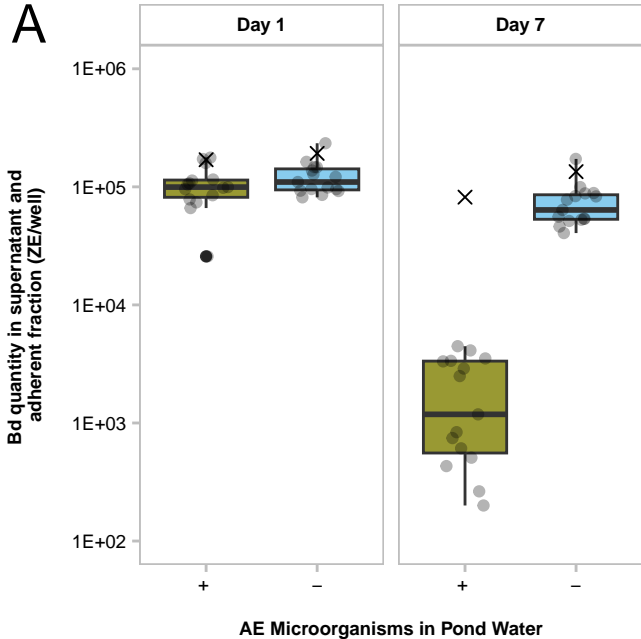 A
Day 1
Day 7
Bd quantity in supernatant and
adherent fraction (ZE/well)
1E+06
1E+05
1E+04
1E+03
1E+02
+
−
+
−
AE Microorganisms in Pond Water